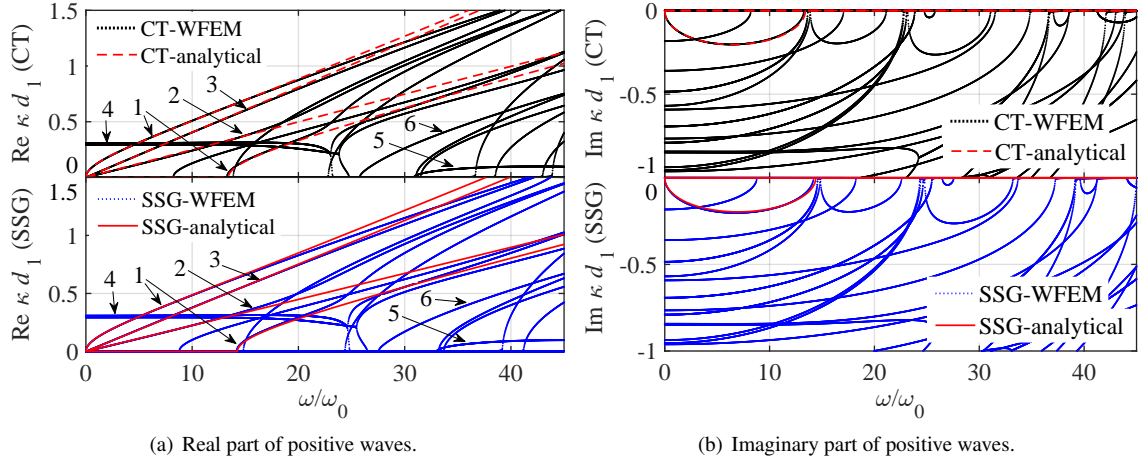 Re κ d₁ (CT)
1.5
1
0.5
0
CT-WFEM
CT-analytical
4
1
2
3
6
5
Re κ d₁ (SSG)
1.5
1
0.5
0
SSG-WFEM
SSG-analytical
4
1
2
3
6
5
0 10 20 30 40
ω/ω₀
(a) Real part of positive waves.
Im κ d₁ (CT)
0
-0.5
-1
CT-WFEM
CT-analytical
Im κ d₁ (SSG)
0
-0.5
-1
SSG-WFEM
SSG-analytical
0 10 20 30 40
ω/ω₀
(b) Imaginary part of positive waves.